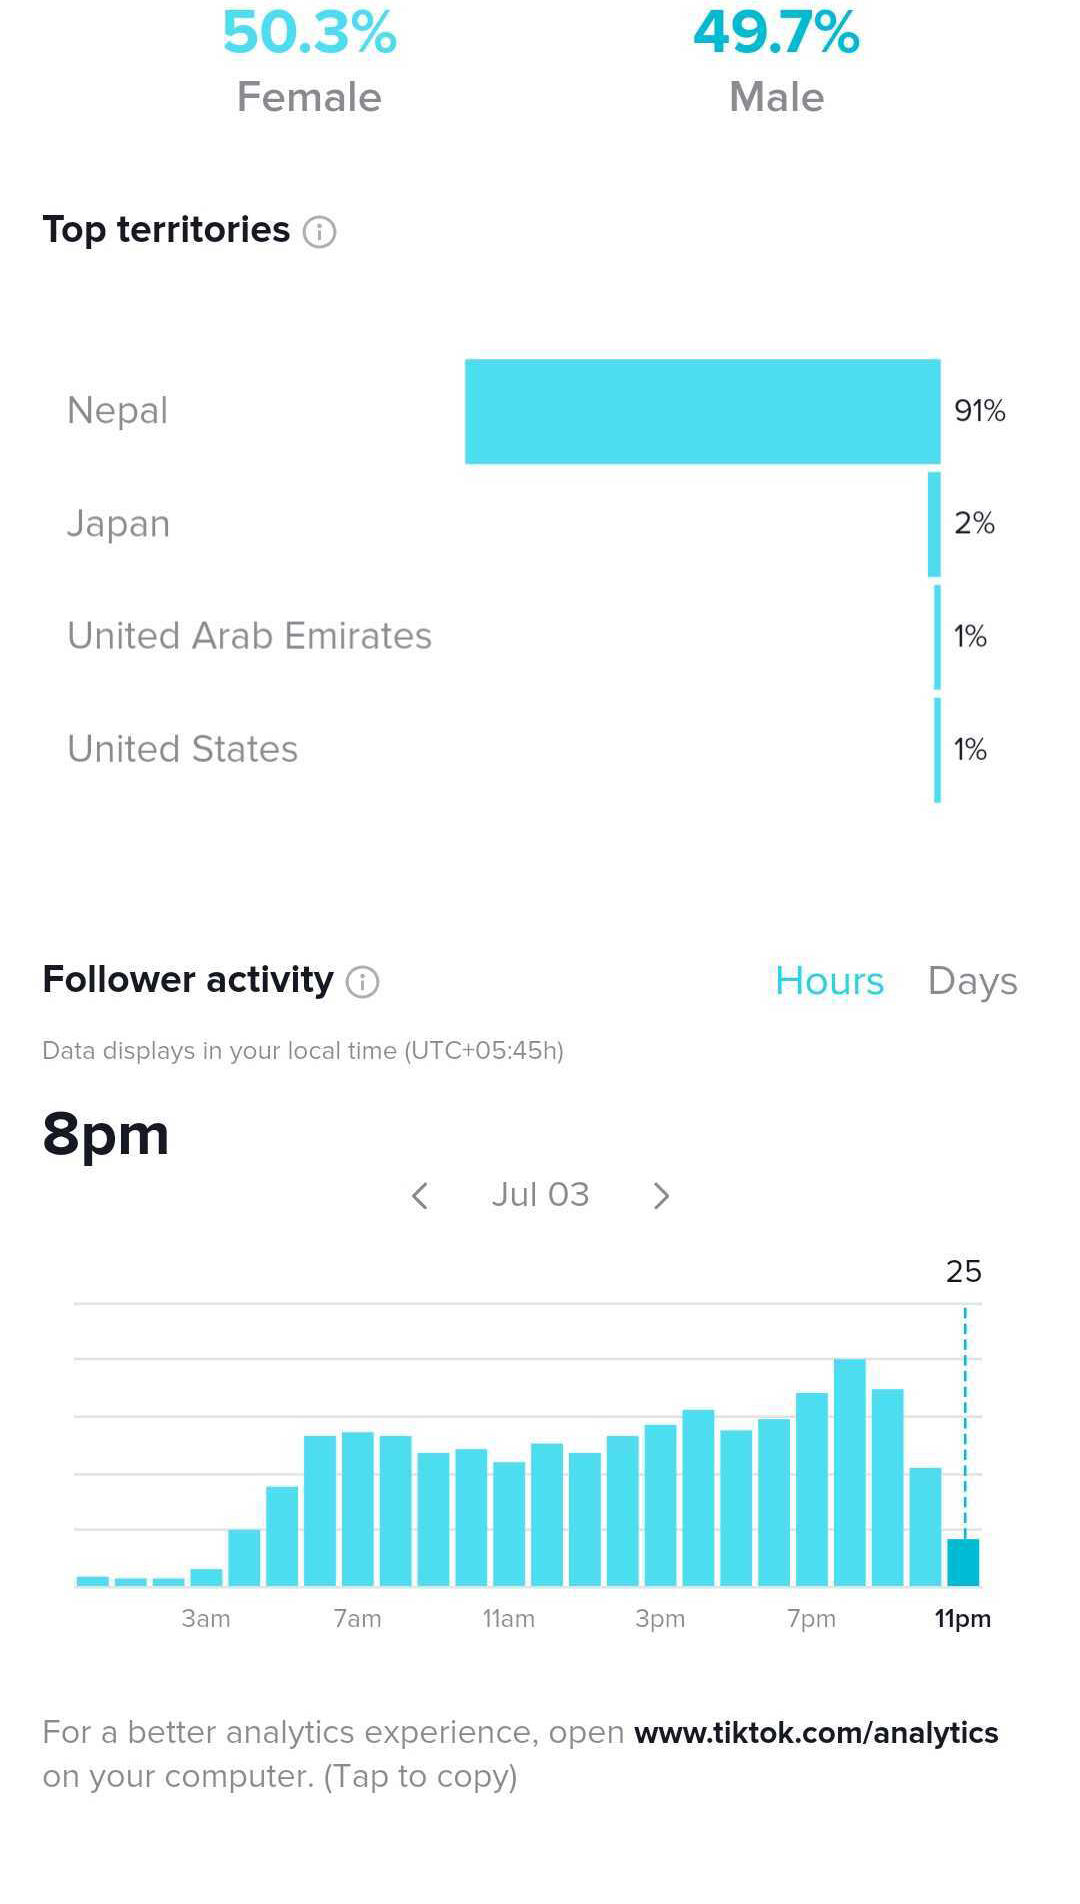 50.3% 49.7%
Female Male
Top territories
Nepal 91%
Japan 2%
United Arab Emirates 1%
United States 1%
Follower activity Hours Days
Data displays in your local time (UTC+05:45h)
8pm
Jul 03
25
3am 7am 11am 3pm 7pm 11pm
For a better analytics experience, open www.tiktok.com/analytics
on your computer. (Tap to copy)